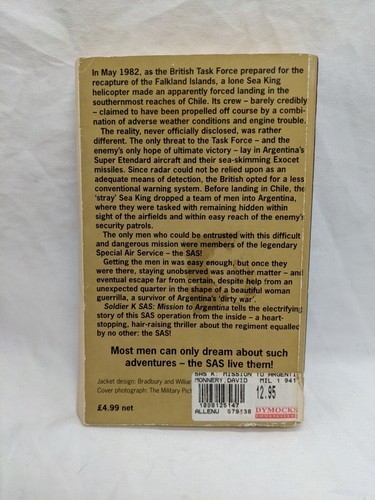 In May 1982, as the British Task Force prepared for the
recapture of the Falkland Islands, a lone Sea King
helicopter made an apparently forced landing in the
southernmost reaches of Chile. Its crew – barely credibly
– claimed to have been propelled off course by a combi-
nation of adverse weather conditions and engine trouble.
The reality, never officially disclosed, was rather
different. The only threat to the Task Force – and the
enemy's only hope of ultimate victory – lay in Argentina's
Super Etendard aircraft and their sea-skimming Exocet
missiles. Since radar could not be relied upon as an
adequate means of detection, the British opted for a less
conventional warning system. Before landing in Chile, the
'stray' Sea King dropped a team of men into Argentina,
where they were tasked with remaining hidden within
sight of the airfields and within easy reach of the enemy's
security patrols.
The only men who could be entrusted with this difficult
and dangerous mission were members of the legendary
Special Air Service – the SAS!
Getting the men in was easy enough, but once they
were there, staying unobserved was another matter – and
eventual escape far from certain, despite help from an
unexpected quarter in the shape of a beautiful woman
guerrilla, a survivor of Argentina's 'dirty war'.
Soldier K SAS: Mission to Argentina tells the electrifying
story of this SAS operation from the inside – a heart-
stopping, hair-raising thriller about the regiment equalled
by no other: the SAS!
Most men can only dream about such
adventures – the SAS live them!
Jacket design: Bradbury and William
Cover photograph: The Military Pict
£4.99 net
SAS K: MISSION TO ARGENTI
MONNERY,DAVID MIL 1 941
1090125147
ALLENU 579538
12.95
DYMOCKS